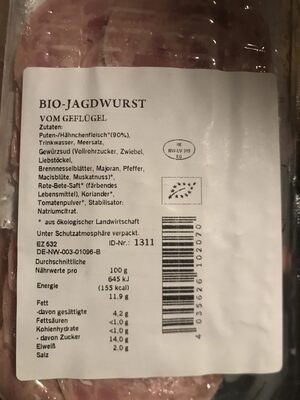 BIO-JAGDWURST
VOM GEFLÜGEL
Zutaten:
Puten-/Hähnchenfleisch*(90%),
Trinkwasser, Meersalz,
Gewürzsud (Vollrohrzucker, Zwiebel,
Liebstöckel,
Brennnesselblätter, Majoran, Pfeffer,
Macisblüte, Muskatnuss)*,
Rote-Bete-Saft* (färbendes
Lebensmittel), Koriander*,
Tomatenpulver*, Stabilisator:
Natriumcitrat.
* aus ökologischer Landwirtschaft
Unter Schutzatmosphäre verpackt.
EZ 532 ID-Nr.: 1311
DE-NW-003-01096-B
Durchschnittliche
Nährwerte pro 100 g
645 kJ
Energie (155 kcal)
11,9 g
Fett
-davon gesättigte 4,2 g
Fettsäuren <1,0 g
Kohlenhydrate <1,0 g
- davon Zucker 14,0 g
Eiweiß 2,0 g
Salz
4 035626 102070